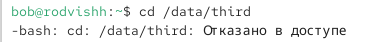 bob@rodvishh:~$ cd /data/third
-bash: cd: /data/third: Отказано в доступе